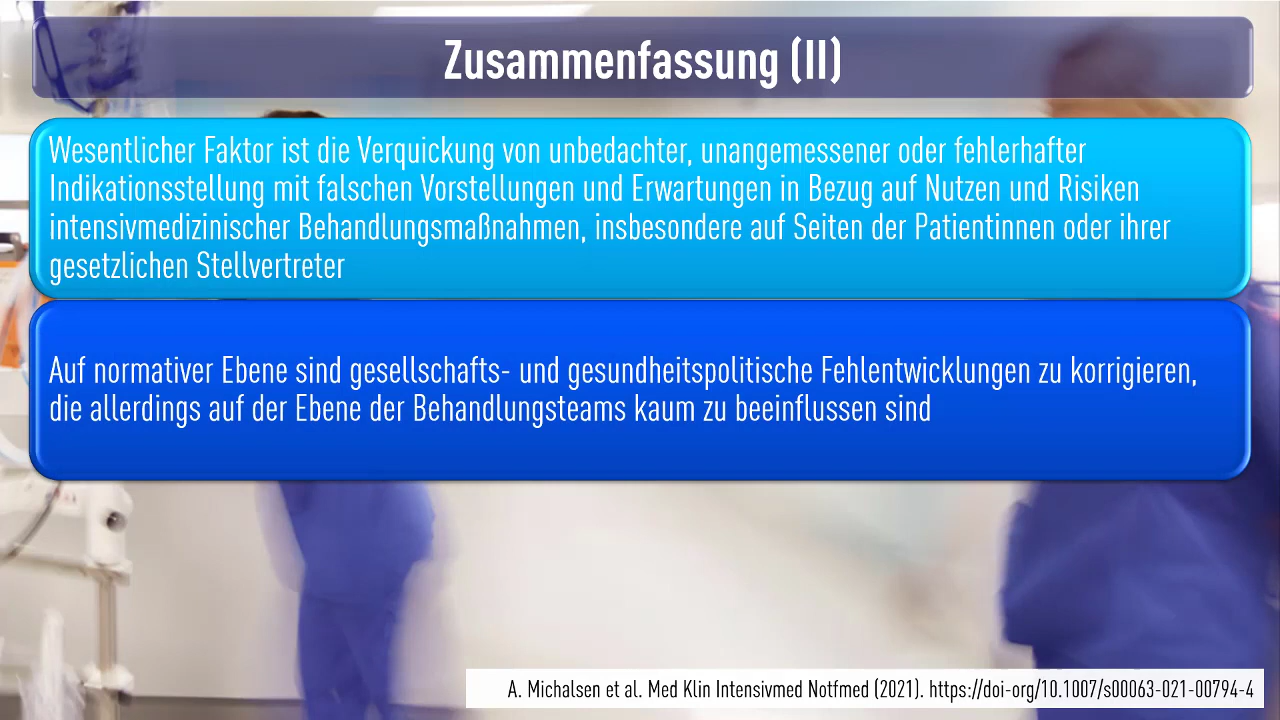 Zusammenfassung (II)
Wesentlicher Faktor ist die Verquickung von unbedachter, unangemessener oder fehlerhafter
Indikationsstellung mit falschen Vorstellungen und Erwartungen in Bezug auf Nutzen und Risiken
intensivmedizinischer Behandlungsmaßnahmen, insbesondere auf Seiten der Patientinnen oder ihrer
gesetzlichen Stellvertreter
Auf normativer Ebene sind gesellschafts- und gesundheitspolitische Fehlentwicklungen zu korrigieren,
die allerdings auf der Ebene der Behandlungsteams kaum zu beeinflussen sind
A. Michalsen et al. Med Klin Intensivmed Notfmed (2021). https://doi-org/10.1007/s00063-021-00794-4